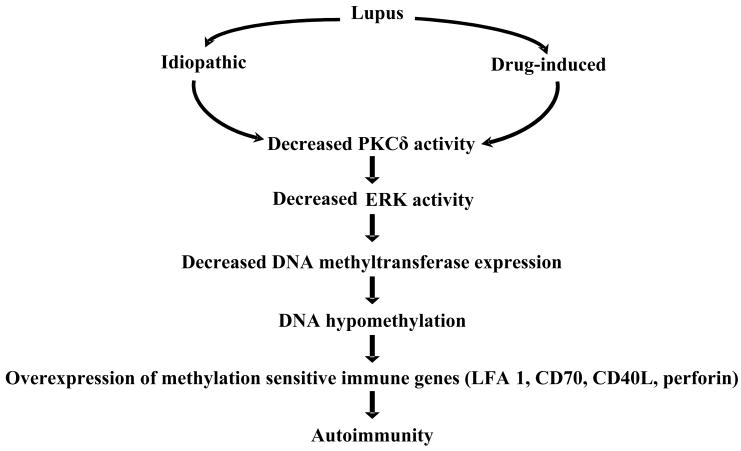 Lupus
Idiopathic
Drug-induced
Decreased PKCδ activity
Decreased ERK activity
Decreased DNA methyltransferase expression
DNA hypomethylation
Overexpression of methylation sensitive immune genes (LFA 1, CD70, CD40L, perforin)
Autoimmunity